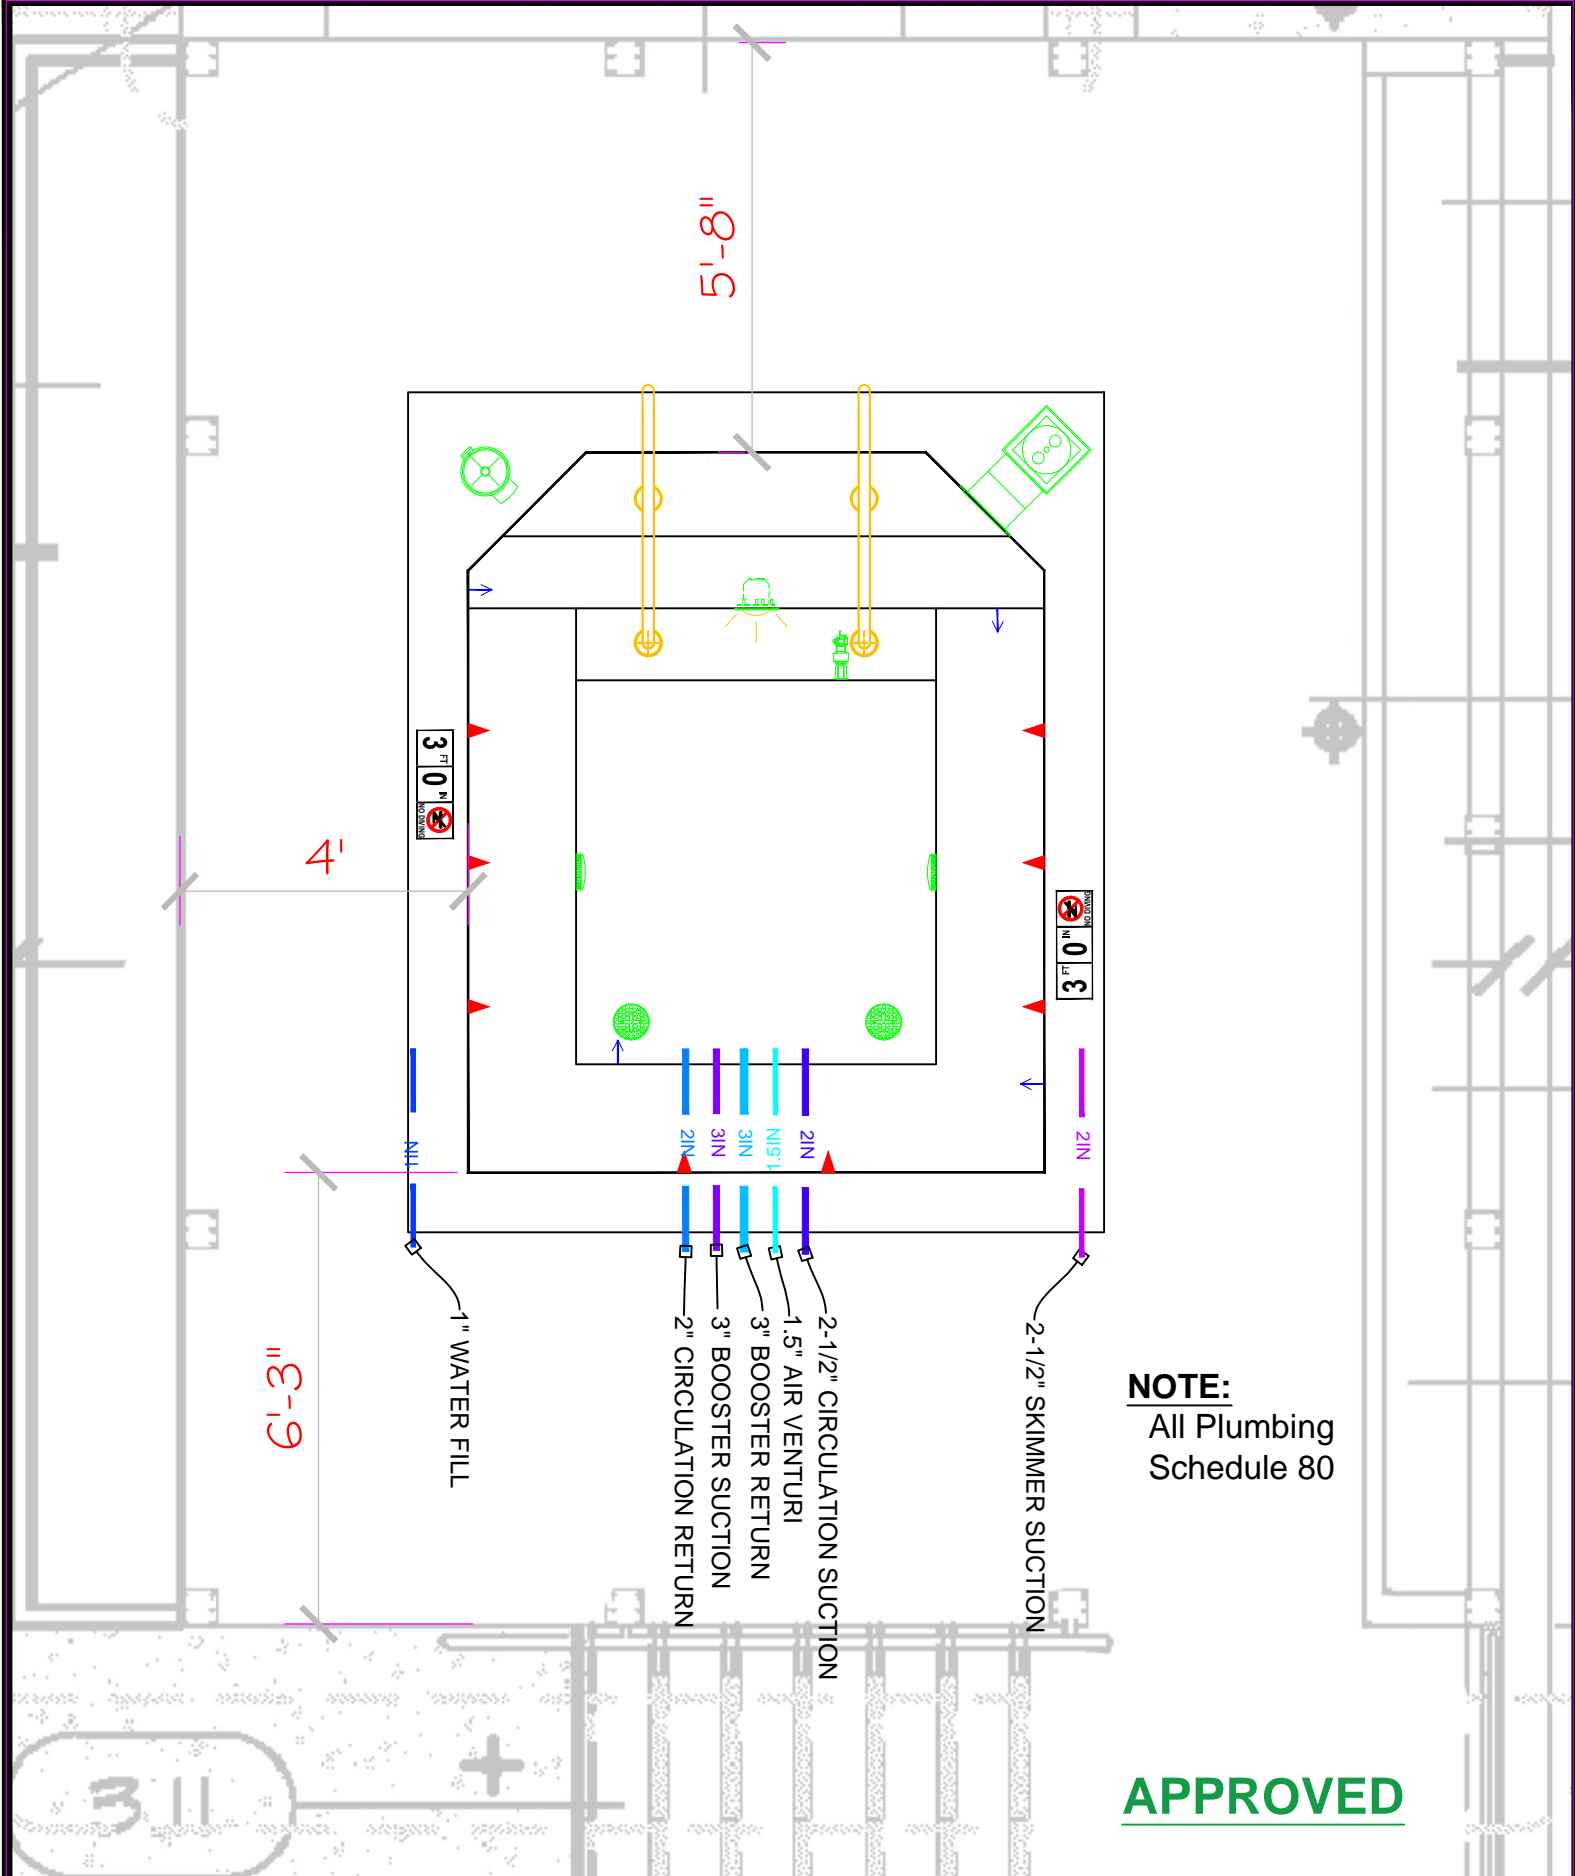 5'-8"
3 FT 0 IN NO DIVING
4'
NO DIVING
0 IN
3 FT
1IN
2IN
3IN
3IN
1.5IN
2IN
2IN
6'-3"
1" WATER FILL
2" CIRCULATION RETURN
3" BOOSTER SUCTION
3" BOOSTER RETURN
1.5" AIR VENTURI
2-1/2" CIRCULATION SUCTION
2-1/2" SKIMMER SUCTION
NOTE:
All Plumbing
Schedule 80
311
APPROVED